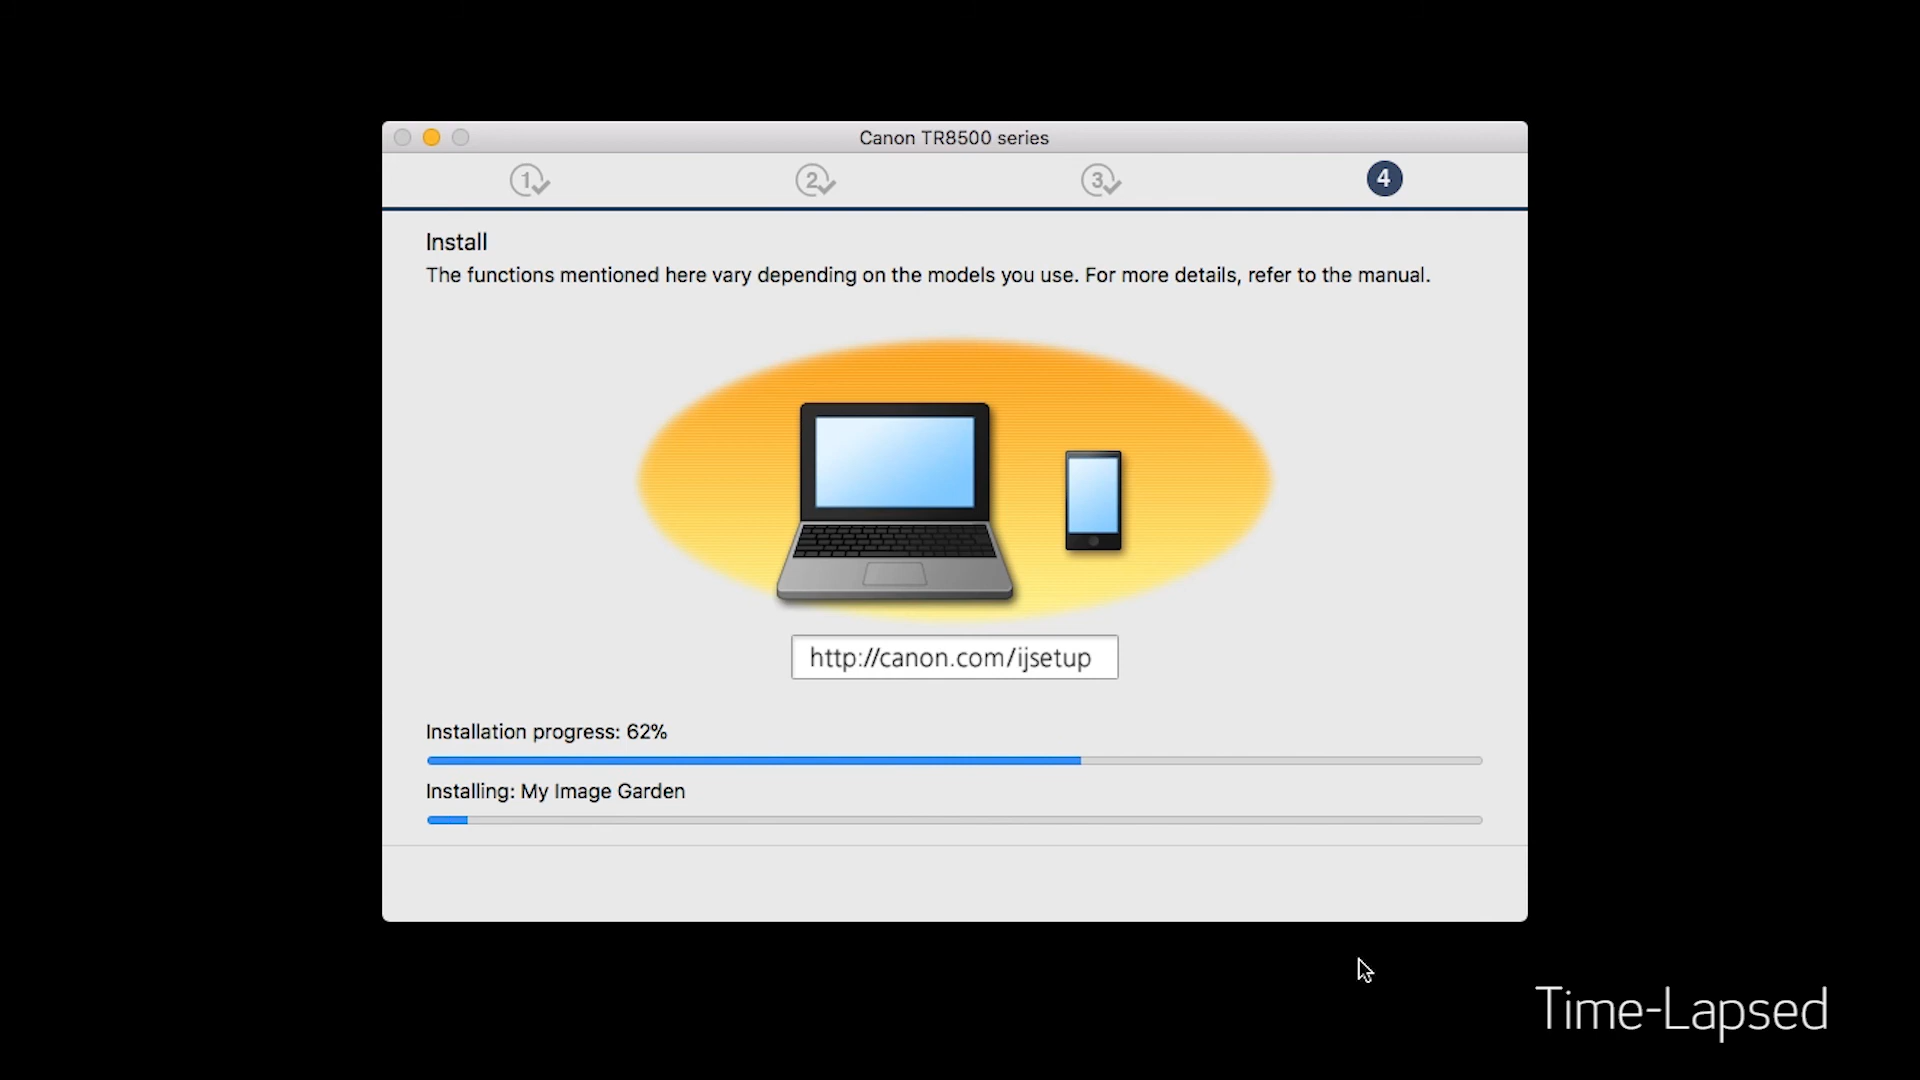 Canon TR8500 series
1
2
3
4
Install
The functions mentioned here vary depending on the models you use. For more details, refer to the manual.
http://canon.com/ijsetup
Installation progress: 62%
Installing: My Image Garden
Time-Lapsed